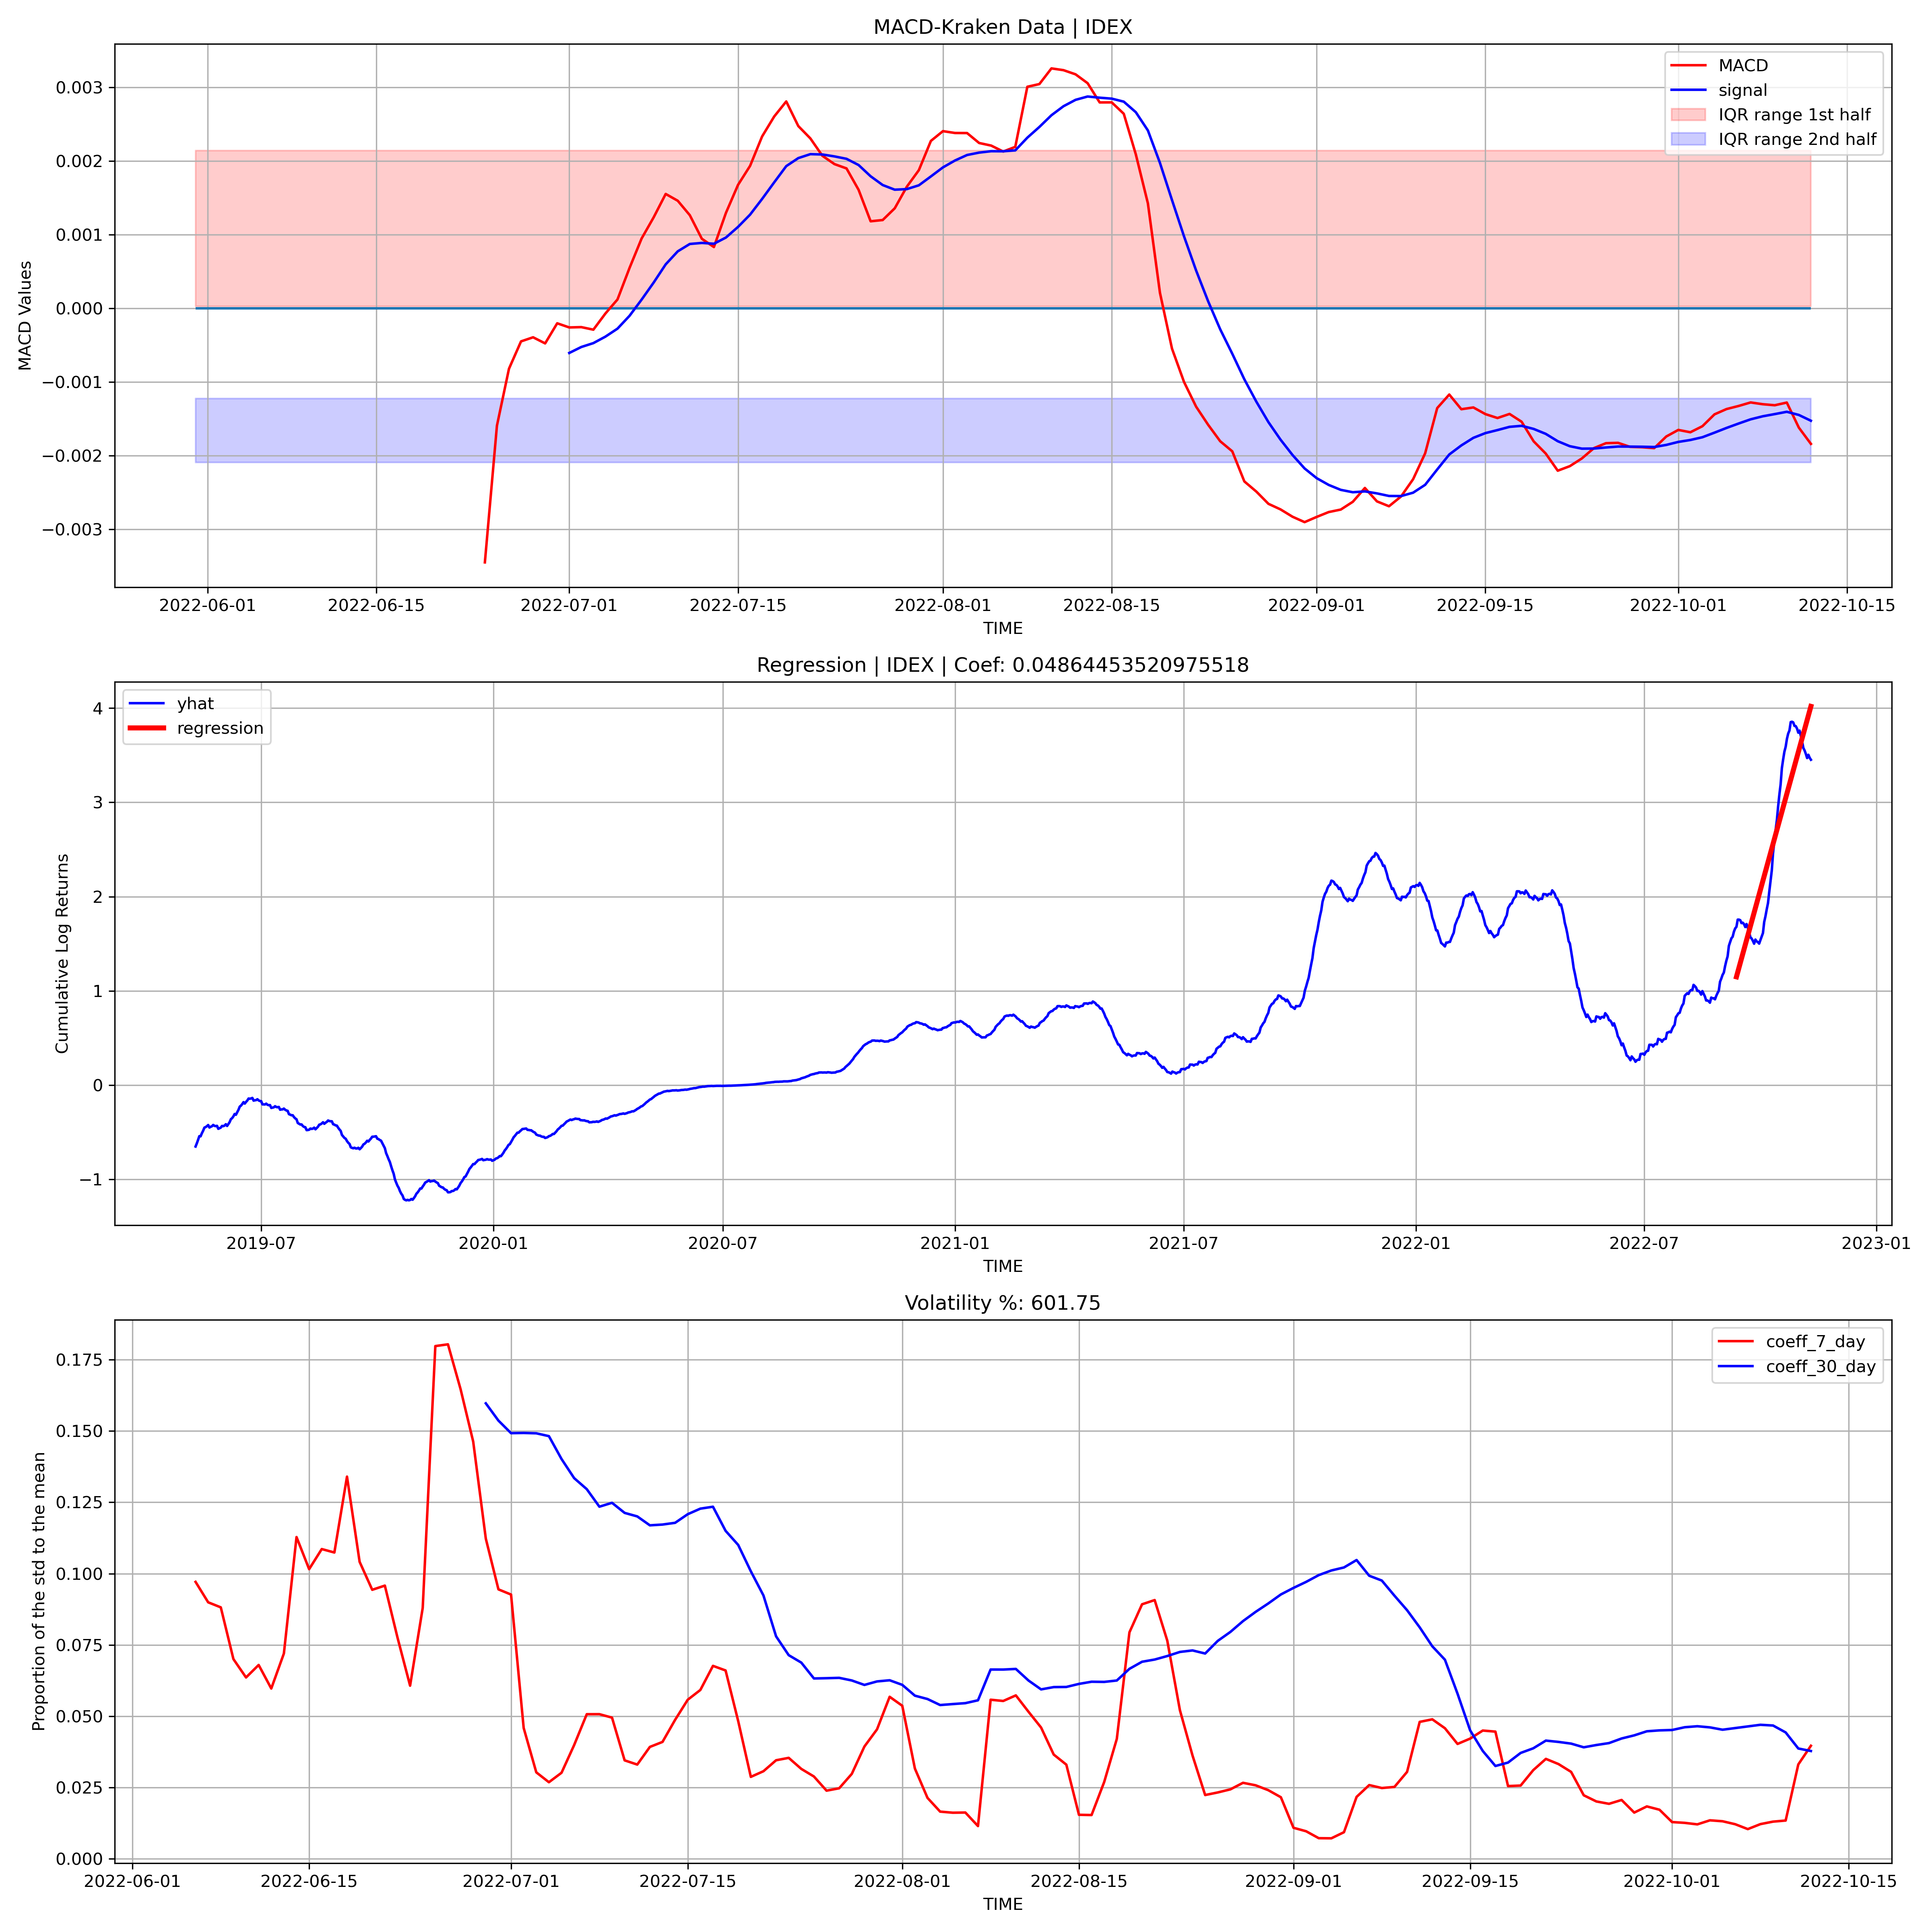 MACD-Kraken Data | IDEX
MACD
signal
IQR range 1st half
IQR range 2nd half
MACD Values
0.003
0.002
0.001
0.000
−0.001
−0.002
−0.003
2022-06-01 2022-06-15 2022-07-01 2022-07-15 2022-08-01 2022-08-15 2022-09-01 2022-09-15 2022-10-01 2022-10-15
TIME
Regression | IDEX | Coef: 0.04864453520975518
yhat
regression
Cumulative Log Returns
4
3
2
1
0
−1
2019-07 2020-01 2020-07 2021-01 2021-07 2022-01 2022-07 2023-01
TIME
Volatility %: 601.75
coeff_7_day
coeff_30_day
Proportion of the std to the mean
0.175
0.150
0.125
0.100
0.075
0.050
0.025
0.000
2022-06-01 2022-06-15 2022-07-01 2022-07-15 2022-08-01 2022-08-15 2022-09-01 2022-09-15 2022-10-01 2022-10-15
TIME